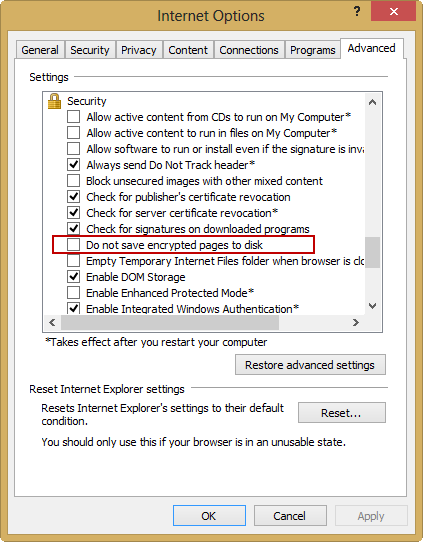 Internet Options
?
General Security Privacy Content Connections Programs Advanced
Settings
Security
Allow active content from CDs to run on My Computer*
Allow active content to run in files on My Computer*
Allow software to run or install even if the signature is inva
Always send Do Not Track header*
Block unsecured images with other mixed content
Check for publisher's certificate revocation
Check for server certificate revocation*
Check for signatures on downloaded programs
Do not save encrypted pages to disk
Empty Temporary Internet Files folder when browser is clo
Enable DOM Storage
Enable Enhanced Protected Mode*
Enable Integrated Windows Authentication*
*Takes effect after you restart your computer
Restore advanced settings
Reset Internet Explorer settings
Resets Internet Explorer's settings to their default
condition.
Reset...
You should only use this if your browser is in an unusable state.
OK Cancel Apply